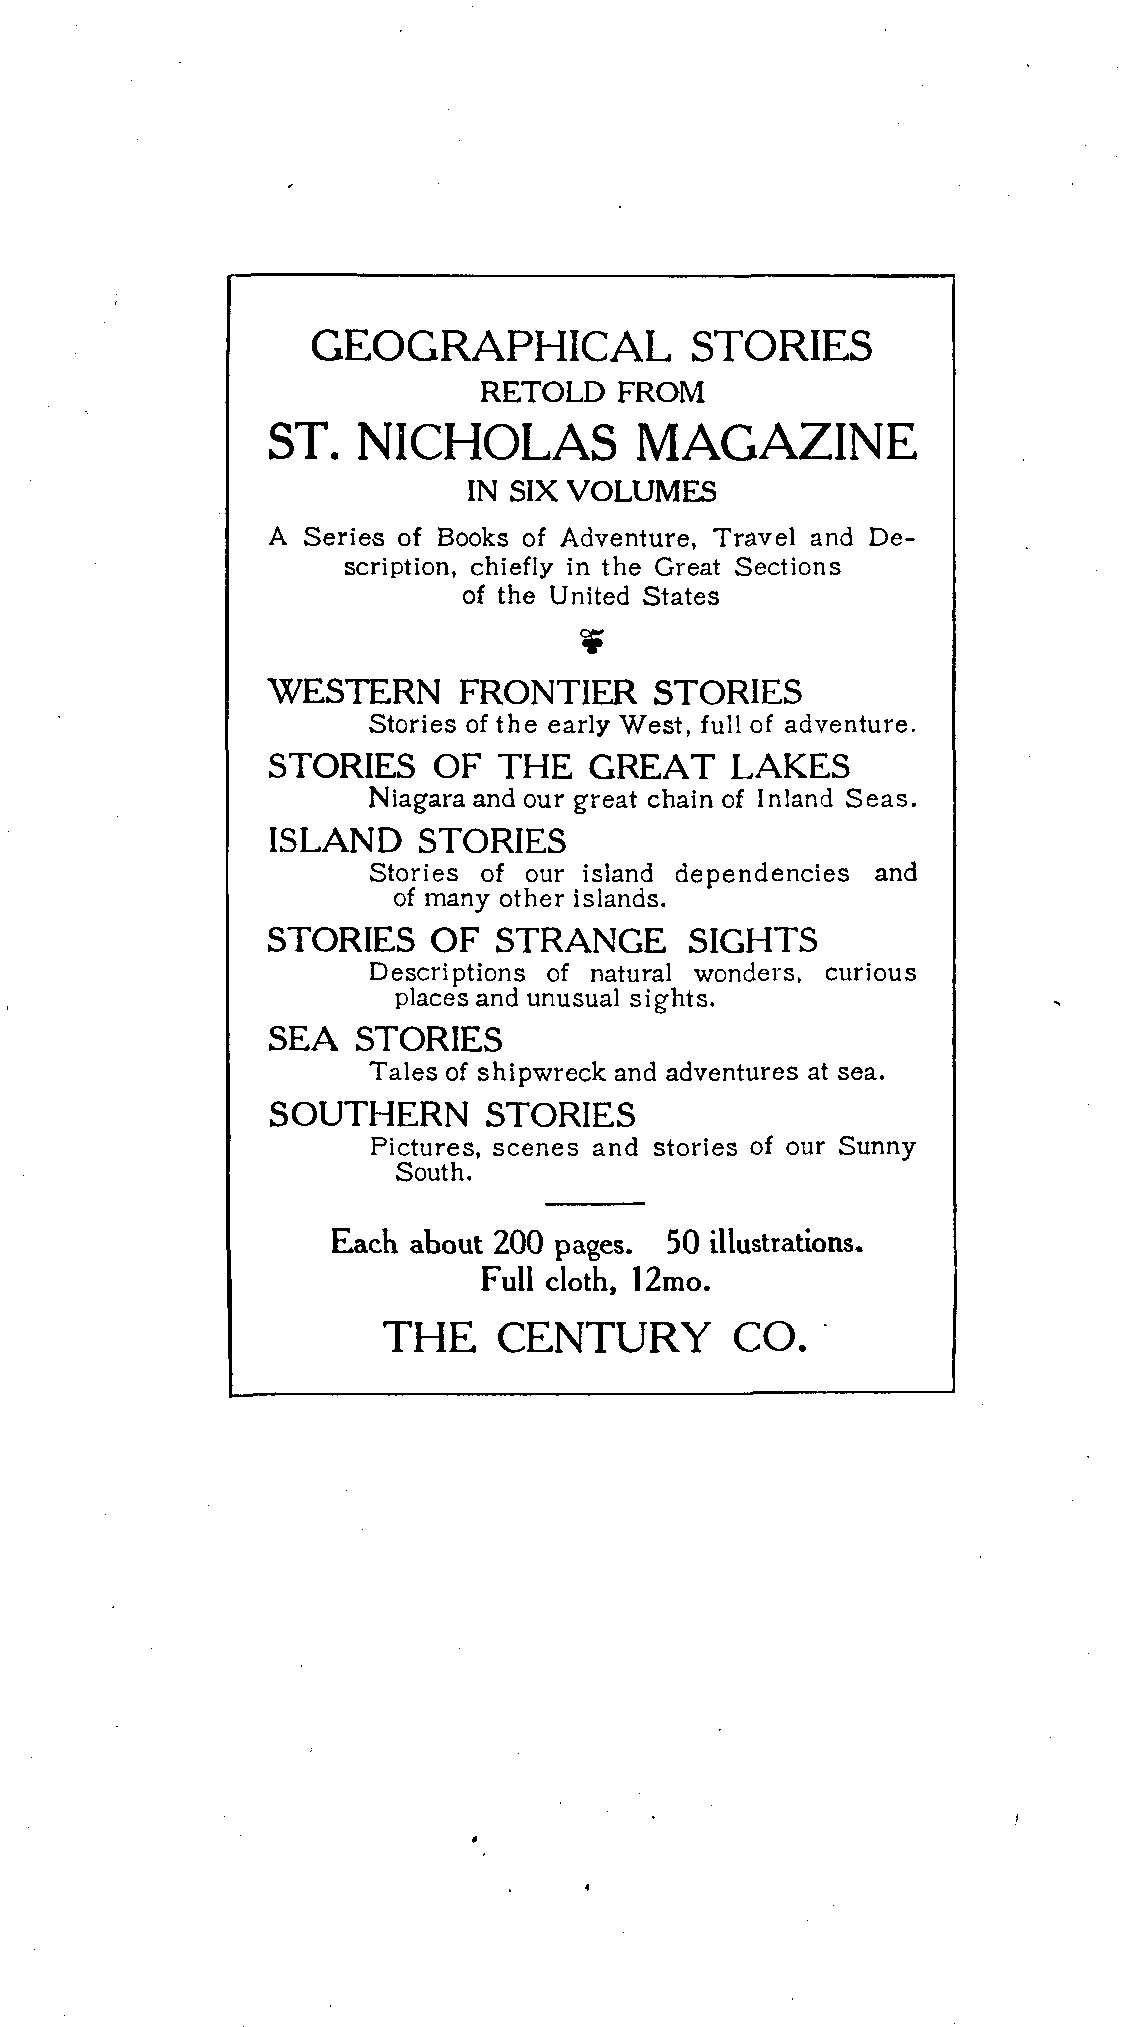 GEOGRAPHICAL STORIES
RETOLD FROM
ST. NICHOLAS MAGAZINE
IN SIX VOLUMES
A Series of Books of Adventure, Travel and De-
scription, chiefly in the Great Sections
of the United States
WESTERN FRONTIER STORIES
Stories of the early West, full of adventure.
STORIES OF THE GREAT LAKES
Niagara and our great chain of Inland Seas.
ISLAND STORIES
Stories of our island dependencies and
of many other islands.
STORIES OF STRANGE SIGHTS
Descriptions of natural wonders, curious
places and unusual sights.
SEA STORIES
Tales of shipwreck and adventures at sea.
SOUTHERN STORIES
Pictures, scenes and stories of our Sunny
South.
Each about 200 pages. 50 illustrations.
Full cloth, 12mo.
THE CENTURY CO.